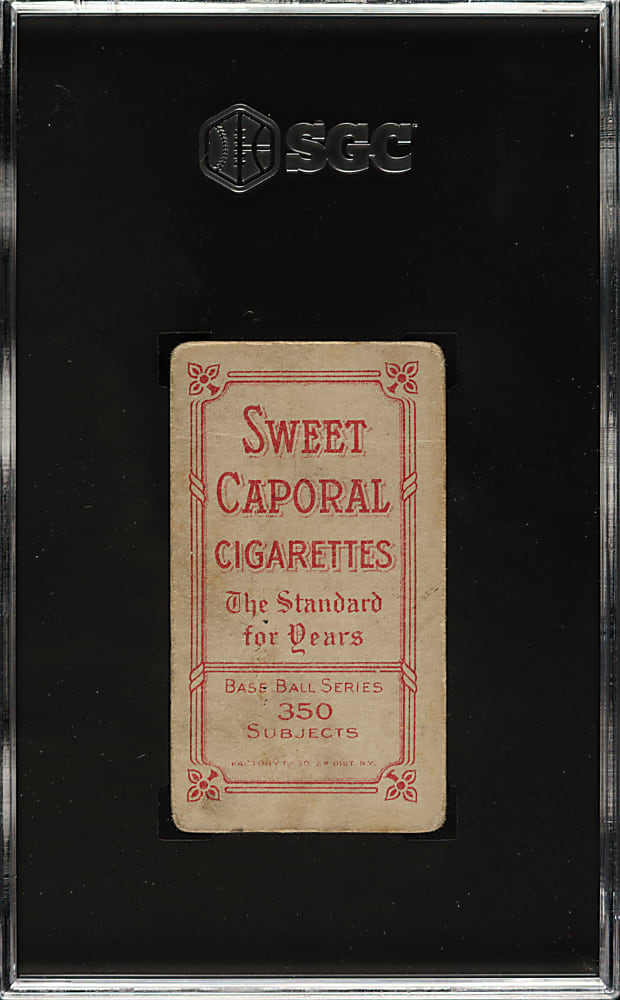 SGC
SWEET
CAPORAL
CIGARETTES
The Standard
for Years
BASE BALL SERIES
350
SUBJECTS
FACTORY No 30 2nd DIST. N.Y.